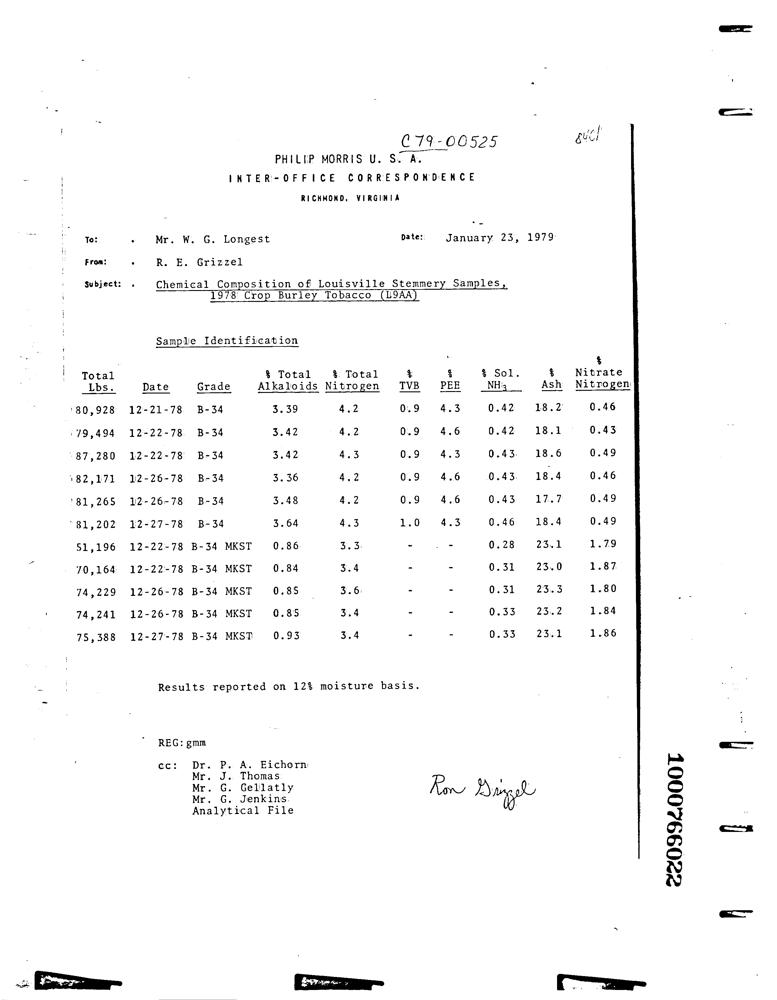 C79-00525
PHILIP MORRIS U. S. A.
INTER-OFFICE CORRESPONDENCE
RICHMOND, VIRGINIA
To: . Mr. W. G. Longest Date: January 23, 1979
From: . R. E. Grizzel
Subject: . Chemical Composition of Louisville Stemmery Samples,
1978 Crop Burley Tobacco (L9AA)
Sample Identification
%
Total % Total % Total % % % Sol. % Nitrate
Lbs. Date Grade Alkaloids Nitrogen TVB PEE NH3 Ash Nitrogen
80,928 12-21-78 B-34 3.39 4.2 0.9 4.3 0.42 18.2 0.46
79,494 12-22-78 B-34 3.42 4.2 0.9 4.6 0.42 18.1 0.43
87,280 12-22-78 B-34 3.42 4.3 0.9 4.3 0.43 18.6 0.49
82,171 12-26-78 B-34 3.36 4.2 0.9 4.6 0.43 18.4 0.46
81,265 12-26-78 B-34 3.48 4.2 0.9 4.6 0.43 17.7 0.49
81,202 12-27-78 B-34 3.64 4.3 1.0 4.3 0.46 18.4 0.49
51,196 12-22-78 B-34 MKST 0.86 3.3 - - 0.28 23.1 1.79
70,164 12-22-78 B-34 MKST 0.84 3.4 - - 0.31 23.0 1.87
74,229 12-26-78 B-34 MKST 0.85 3.6 - - 0.31 23.3 1.80
74,241 12-26-78 B-34 MKST 0.85 3.4 - - 0.33 23.2 1.84
75,388 12-27-78 B-34 MKST 0.93 3.4 - - 0.33 23.1 1.86
Results reported on 12% moisture basis.
REG:gmm
cc: Dr. P. A. Eichorn
Mr. J. Thomas
Mr. G. Gellatly
Mr. G. Jenkins
Analytical File
Ron Grizzel
1000766022